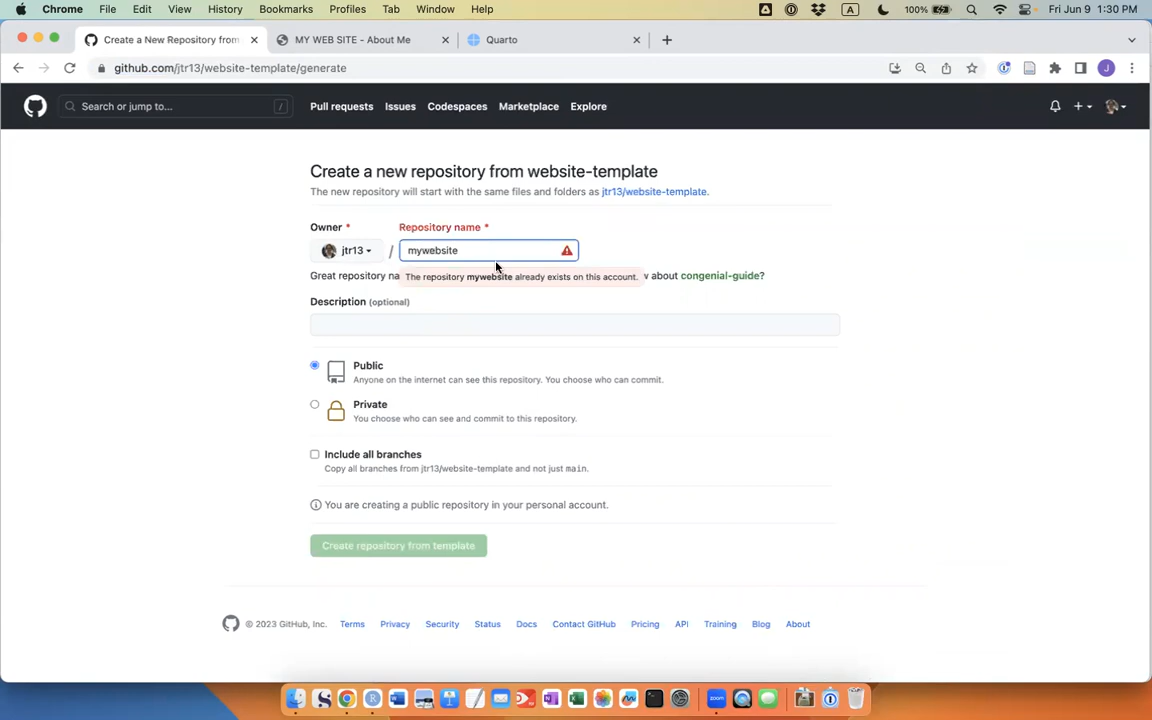 Chrome File Edit View History Bookmarks Profiles Tab Window Help A 100% Fri Jun 9 1:30 PM
Create a New Repository from MY WEB SITE - About Me Quarto
github.com/jtr13/website-template/generate J
Search or jump to... / Pull requests Issues Codespaces Marketplace Explore
Create a new repository from website-template
The new repository will start with the same files and folders as jtr13/website-template.
Owner * Repository name *
jtr13 / mywebsite
Great repository na The repository mywebsite already exists on this account. w about congenial-guide?
Description (optional)
Public
Anyone on the internet can see this repository. You choose who can commit.
Private
You choose who can see and commit to this repository.
Include all branches
Copy all branches from jtr13/website-template and not just main.
You are creating a public repository in your personal account.
Create repository from template
© 2023 GitHub, Inc. Terms Privacy Security Status Docs Contact GitHub Pricing API Training Blog About